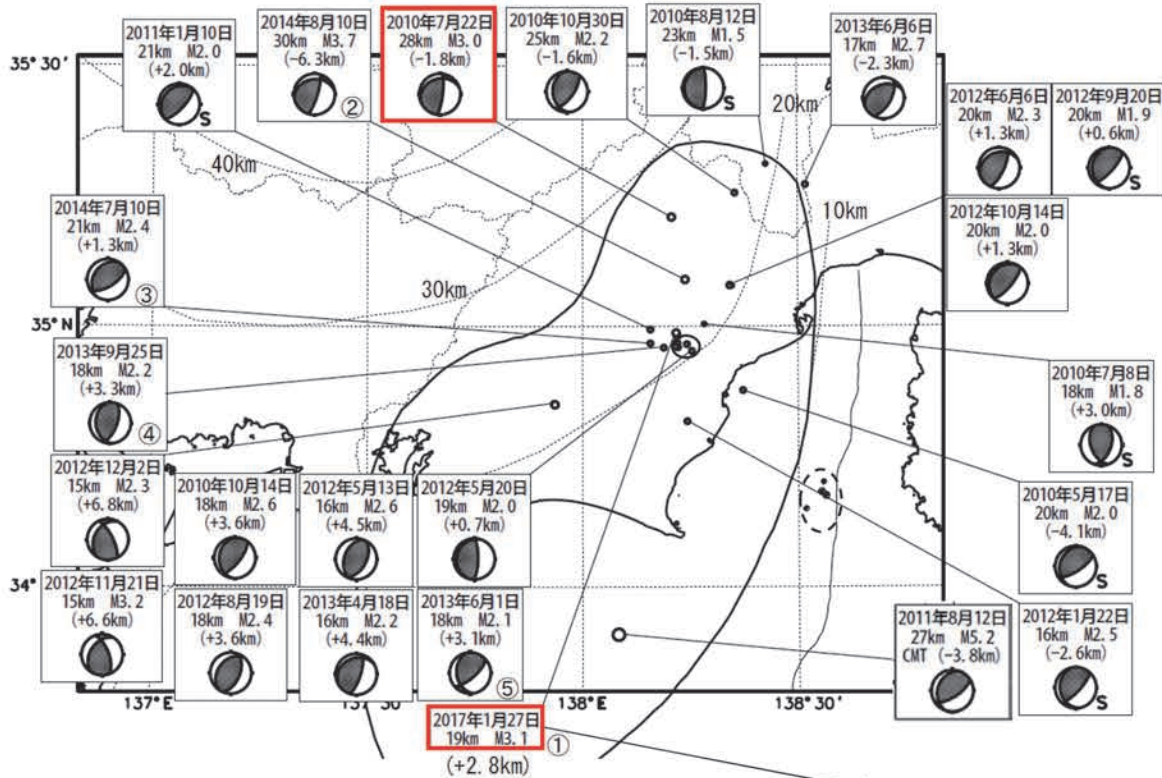 2011年1月10日
21km M2.0
(+2.0km)
S
2014年8月10日
30km M3.7
(-6.3km)
②
2010年7月22日
28km M3.0
(-1.8km)
2010年10月30日
25km M2.2
(-1.6km)
2010年8月12日
23km M1.5
(-1.5km)
S
2013年6月6日
17km M2.7
(-2.3km)
2012年6月6日
20km M2.3
(+1.3km)
2012年9月20日
20km M1.9
(+0.6km)
S
2012年10月14日
20km M2.0
(+1.3km)
35°30'
40km
30km
20km
10km
2014年7月10日
21km M2.4
(+1.3km)
③
35°N
2013年9月25日
18km M2.2
(+3.3km)
④
2010年7月8日
18km M1.8
(+3.0km)
S
2012年12月2日
15km M2.3
(+6.8km)
2010年10月14日
18km M2.6
(+3.6km)
2012年5月13日
16km M2.6
(+4.5km)
2012年5月20日
19km M2.0
(+0.7km)
2010年5月17日
20km M2.0
(-4.1km)
S
34°
2012年11月21日
15km M3.2
(+6.6km)
2012年8月19日
18km M2.4
(+3.6km)
2013年4月18日
16km M2.2
(+4.4km)
2013年6月1日
18km M2.1
(+3.1km)
⑤
2011年8月12日
27km M5.2
CMT (-3.8km)
2012年1月22日
16km M2.5
(-2.6km)
S
137°E
30'
138°E
138°30'
2017年1月27日
19km M3.1
①
(+2.8km)